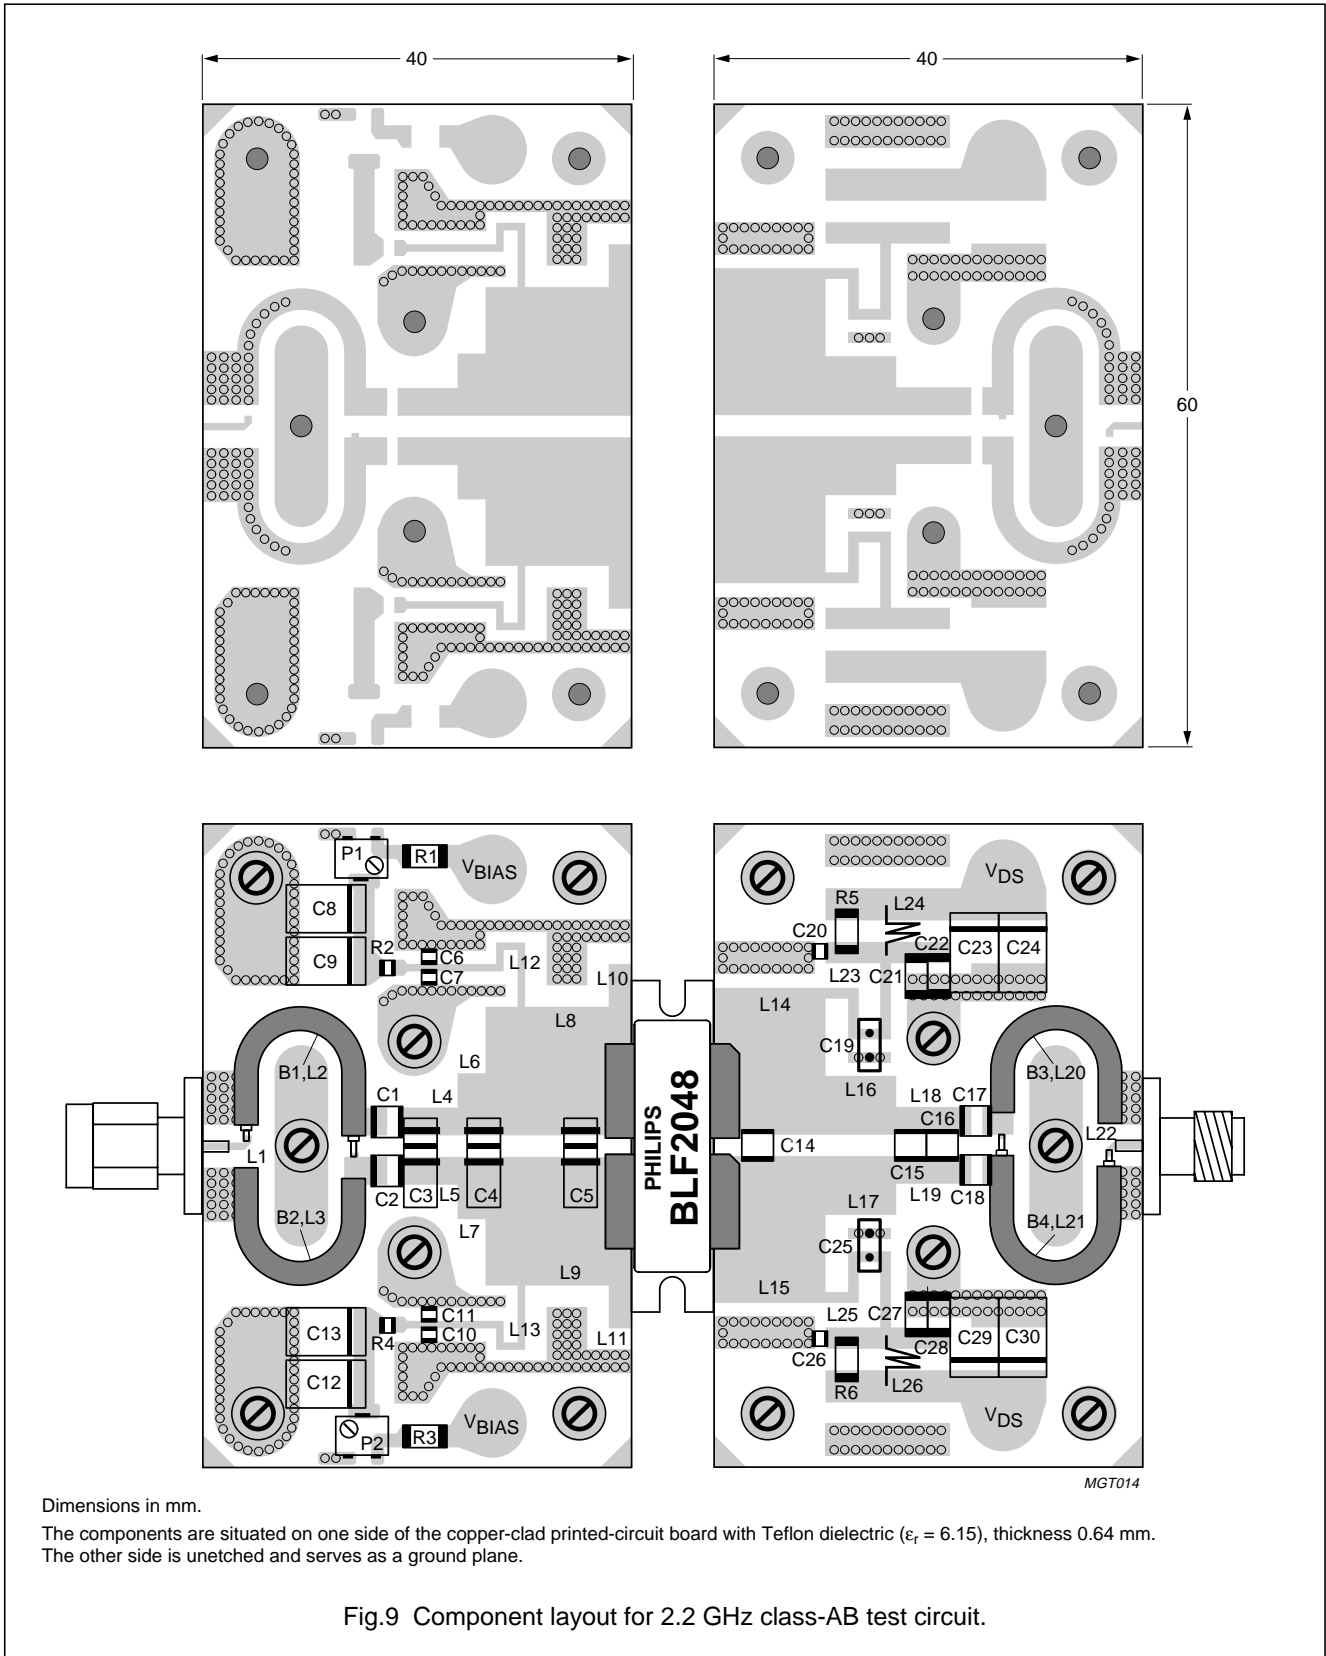 40
40
60
P1
R1
VBIAS
C8
C9
R2
C6
C7
L12
L10
L8
B1,L2
C1
L6
L4
L1
C2
C3
L5
C4
C5
B2,L3
L7
L9
C13
C12
R4
C11
C10
L13
L11
P2
R3
VBIAS
PHILIPS
BLF2048
VDS
R5
L24
C20
C22
C23
C24
L23
C21
L14
C19
L16
B3,L20
L18
C17
C16
L22
C14
C15
L19
C18
L17
C25
B4,L21
L15
L25
C27
C26
C28
C29
C30
R6
L26
VDS
MGT014
Dimensions in mm.
The components are situated on one side of the copper-clad printed-circuit board with Teflon dielectric (εr = 6.15), thickness 0.64 mm.
The other side is unetched and serves as a ground plane.
Fig.9 Component layout for 2.2 GHz class-AB test circuit.